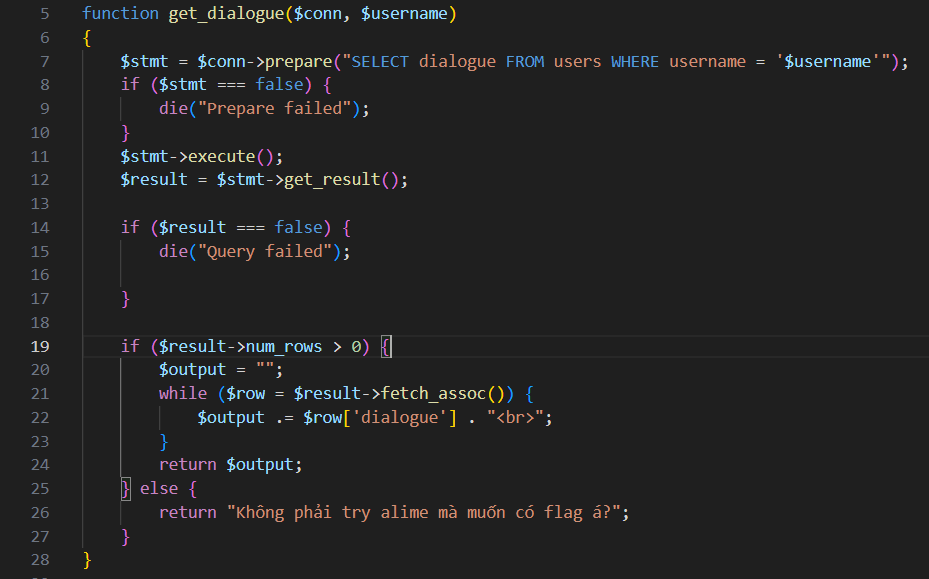 5 function get_dialogue($conn, $username)
6 {
7 $stmt = $conn->prepare("SELECT dialogue FROM users WHERE username = '$username'");
8 if ($stmt === false) {
9 die("Prepare failed");
10 }
11 $stmt->execute();
12 $result = $stmt->get_result();
13
14 if ($result === false) {
15 die("Query failed");
16
17 }
18
19 if ($result->num_rows > 0) {
20 $output = "";
21 while ($row = $result->fetch_assoc()) {
22 $output .= $row['dialogue'] . "<br>";
23 }
24 return $output;
25 } else {
26 return "Không phải try alime mà muốn có flag á?";
27 }
28 }